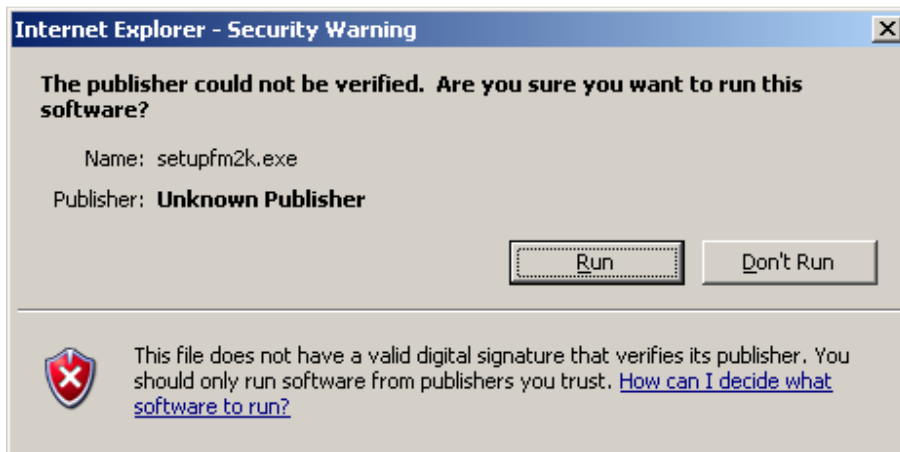 Internet Explorer - Security Warning
The publisher could not be verified.  Are you sure you want to run this
software?
Name: setupfm2k.exe
Publisher: Unknown Publisher
Run Don't Run
This file does not have a valid digital signature that verifies its publisher. You
should only run software from publishers you trust. How can I decide what
software to run?